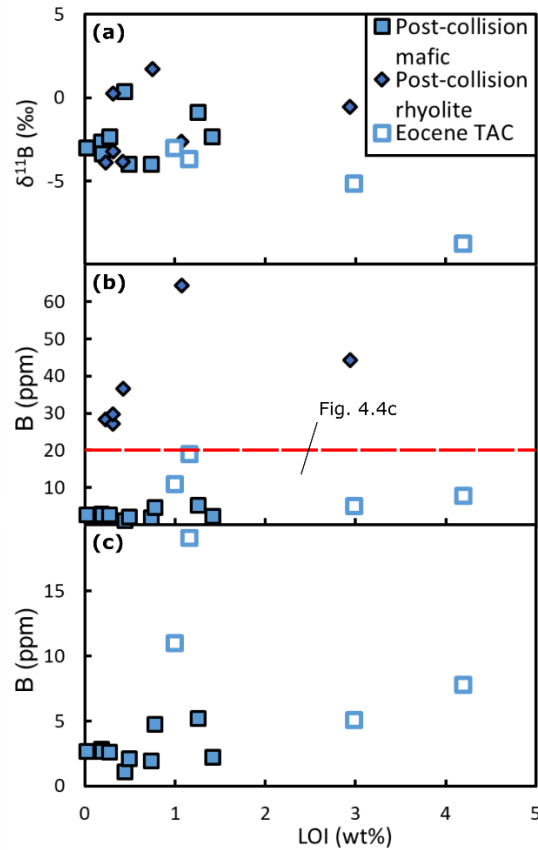 (a)
5
0
-5
δ¹¹B (‰)
Post-collision
mafic
Post-collision
rhyolite
Eocene TAC
(b)
60
50
40
30
20
10
B (ppm)
Fig. 4.4c
(c)
15
10
5
0
B (ppm)
0 1 2 3 4 5
LOI (wt%)